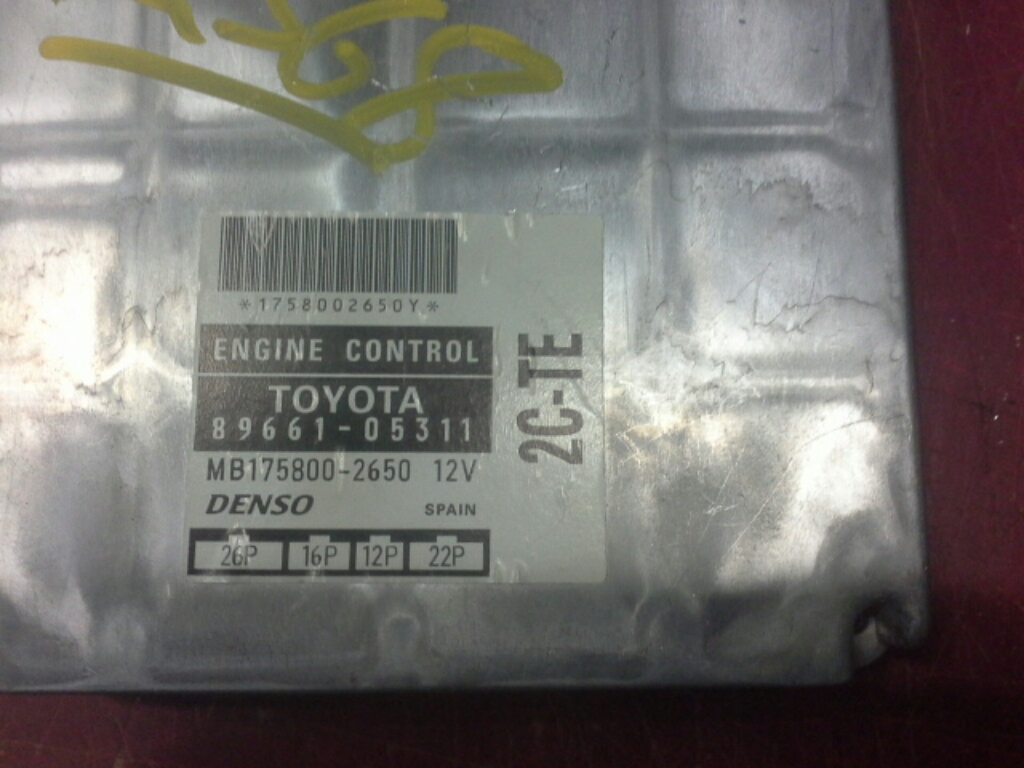 *1758002650Y*
ENGINE CONTROL
TOYOTA
89661-05311
MB175800-2650 12V
DENSO SPAIN
26P 16P 12P 22P
2C-TE